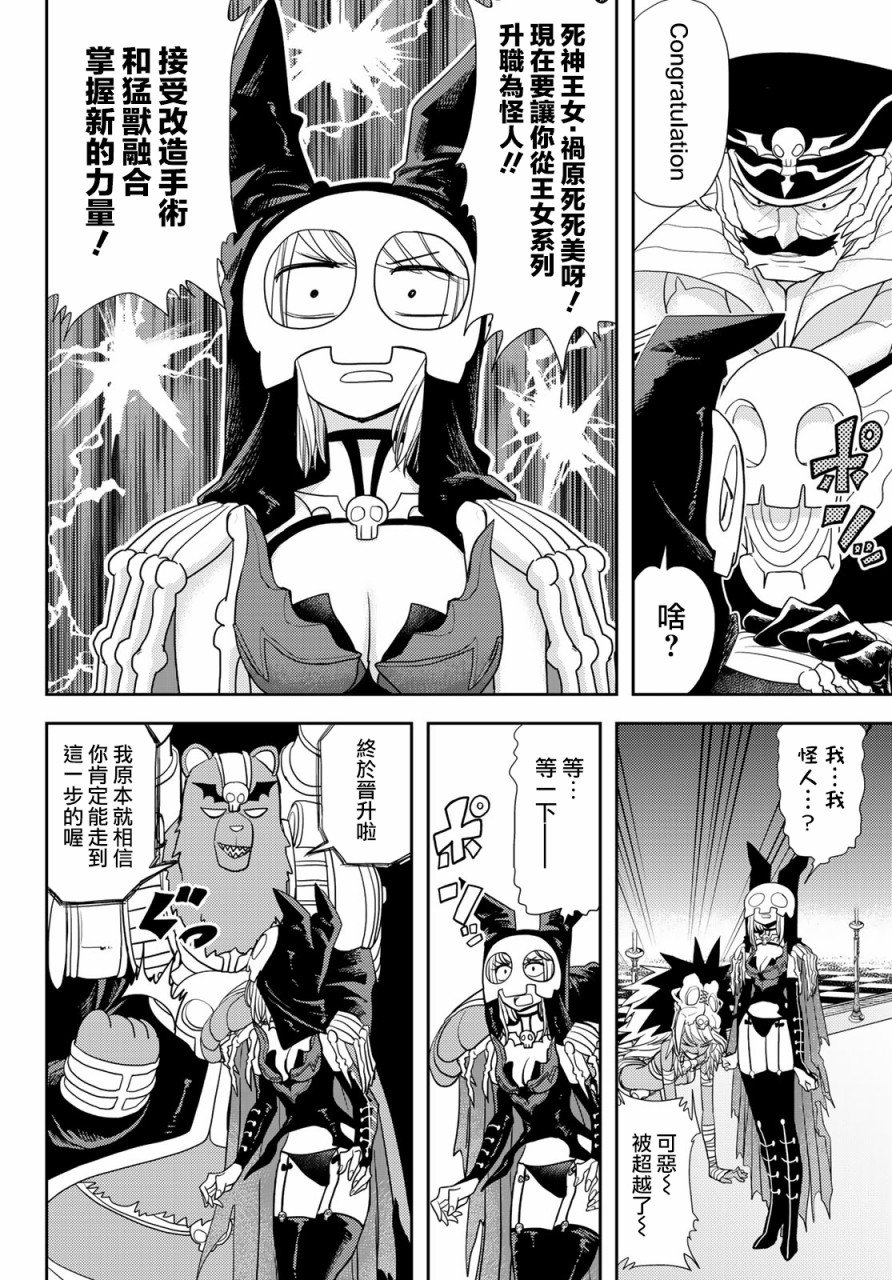 Congratulation
ポンッ
啥?
死神王女·禍原死死美呀!
現在要讓你從王女系列
升職為怪人!!
接受改造手術
和猛獸融合
掌握新的力量!
我…我
怪人…?
可惡~
被超越了~
等…
等一下——
ポンッ
終於晉升啦
我原本就相信
你肯定能走到
這一步的喔
ぐっ